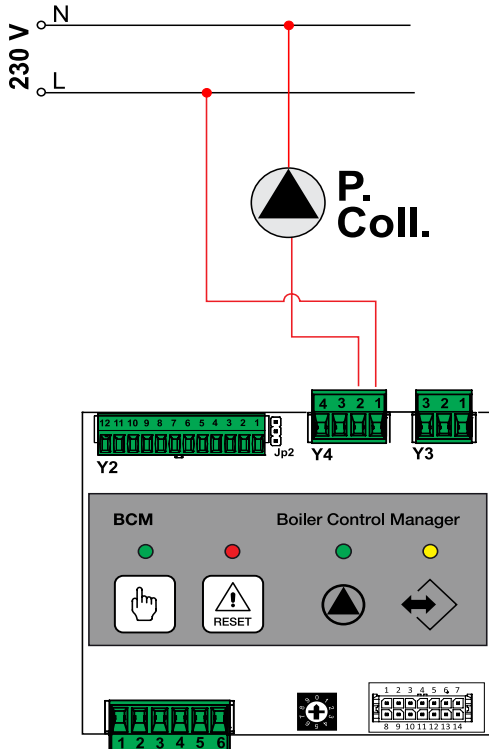 N
230 V
L
P.
Coll.
4 3 2 1
3 2 1
12 11 10 9 8 7 6 5 4 3 2 1
Jp2
Y2
Y4
Y3
BCM
Boiler Control Manager
RESET
1 2 3 4 5 6 7
8 9 10 11 12 13 14
1 2 3 4 5 6